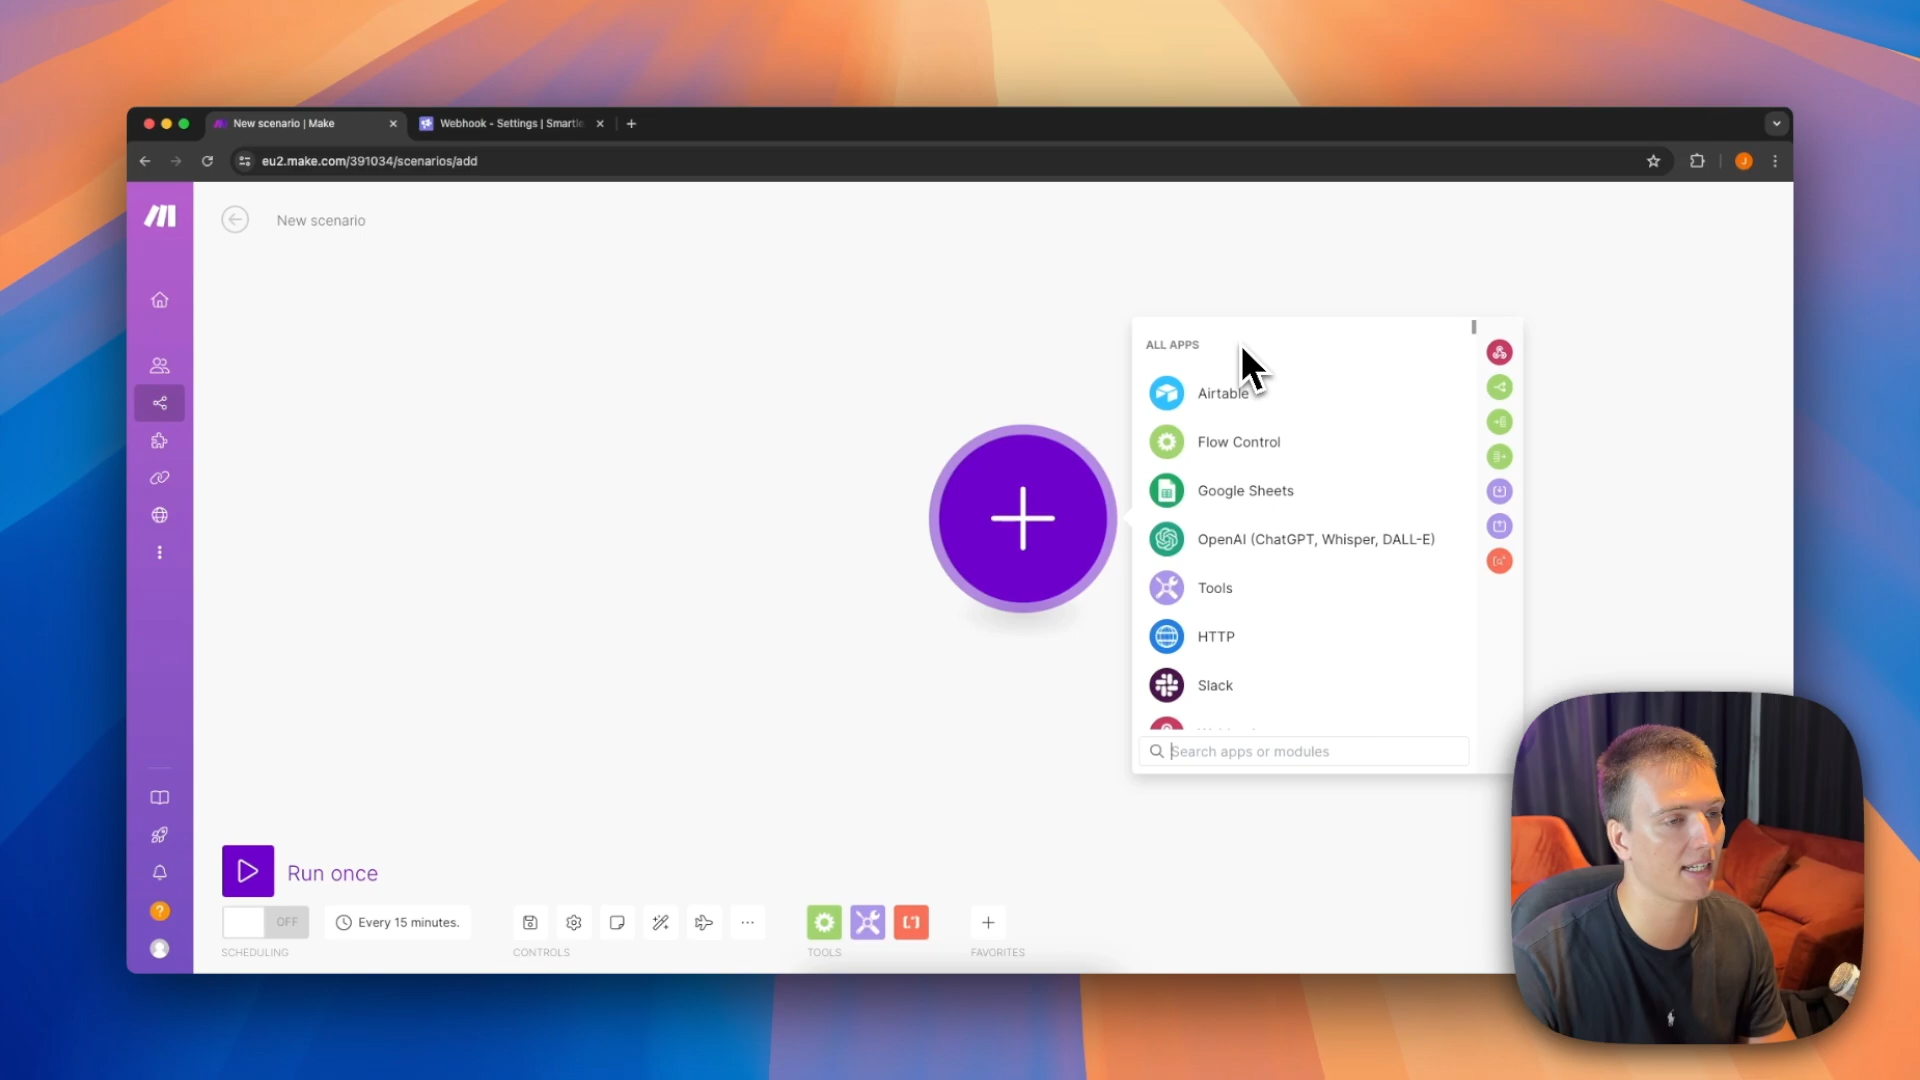 New scenario | Make
Webhook - Settings | Smartle
eu2.make.com/391034/scenarios/add
J
New scenario
ALL APPS
Airtable
Flow Control
Google Sheets
OpenAI (ChatGPT, Whisper, DALL-E)
Tools
HTTP
Slack
Search apps or modules
Run once
OFF
Every 15 minutes.
SCHEDULING
CONTROLS
TOOLS
FAVORITES